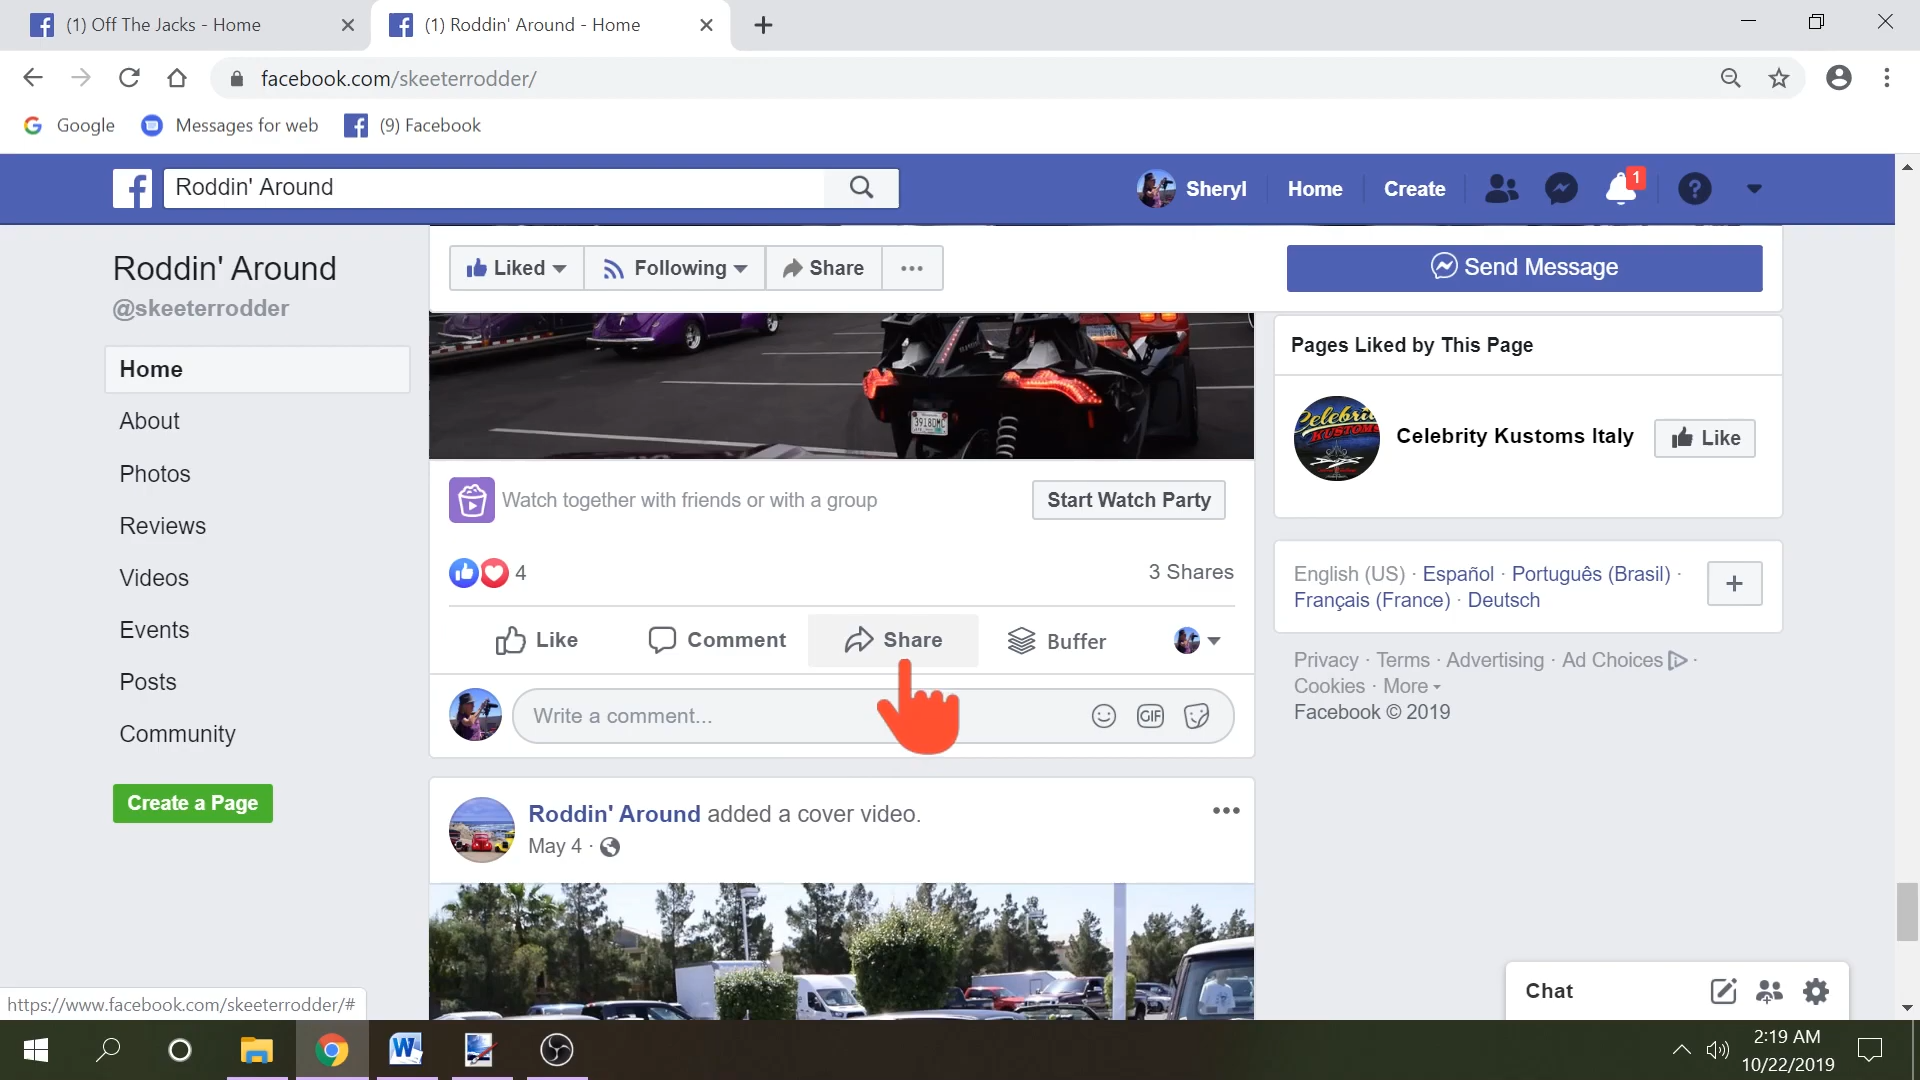 (1) Off The Jacks - Home
(1) Roddin' Around - Home
facebook.com/skeeterrodder/
Google
Messages for web
(9) Facebook
Roddin' Around
Sheryl
Home
Create
1
Roddin' Around
@skeeterrodder
Home
About
Photos
Reviews
Videos
Events
Posts
Community
Create a Page
Liked
Following
Share
Send Message
3918DMC
Watch together with friends or with a group
Start Watch Party
4
3 Shares
Like
Comment
Share
Buffer
Write a comment...
GIF
Roddin' Around added a cover video.
May 4 ·
Pages Liked by This Page
Celebrity Kustoms
Celebrity Kustoms Italy
Like
English (US) · Español · Português (Brasil) ·
Français (France) · Deutsch
Privacy · Terms · Advertising · Ad Choices ·
Cookies · More
Facebook © 2019
Chat
https://www.facebook.com/skeeterrodder/#
2:19 AM
10/22/2019